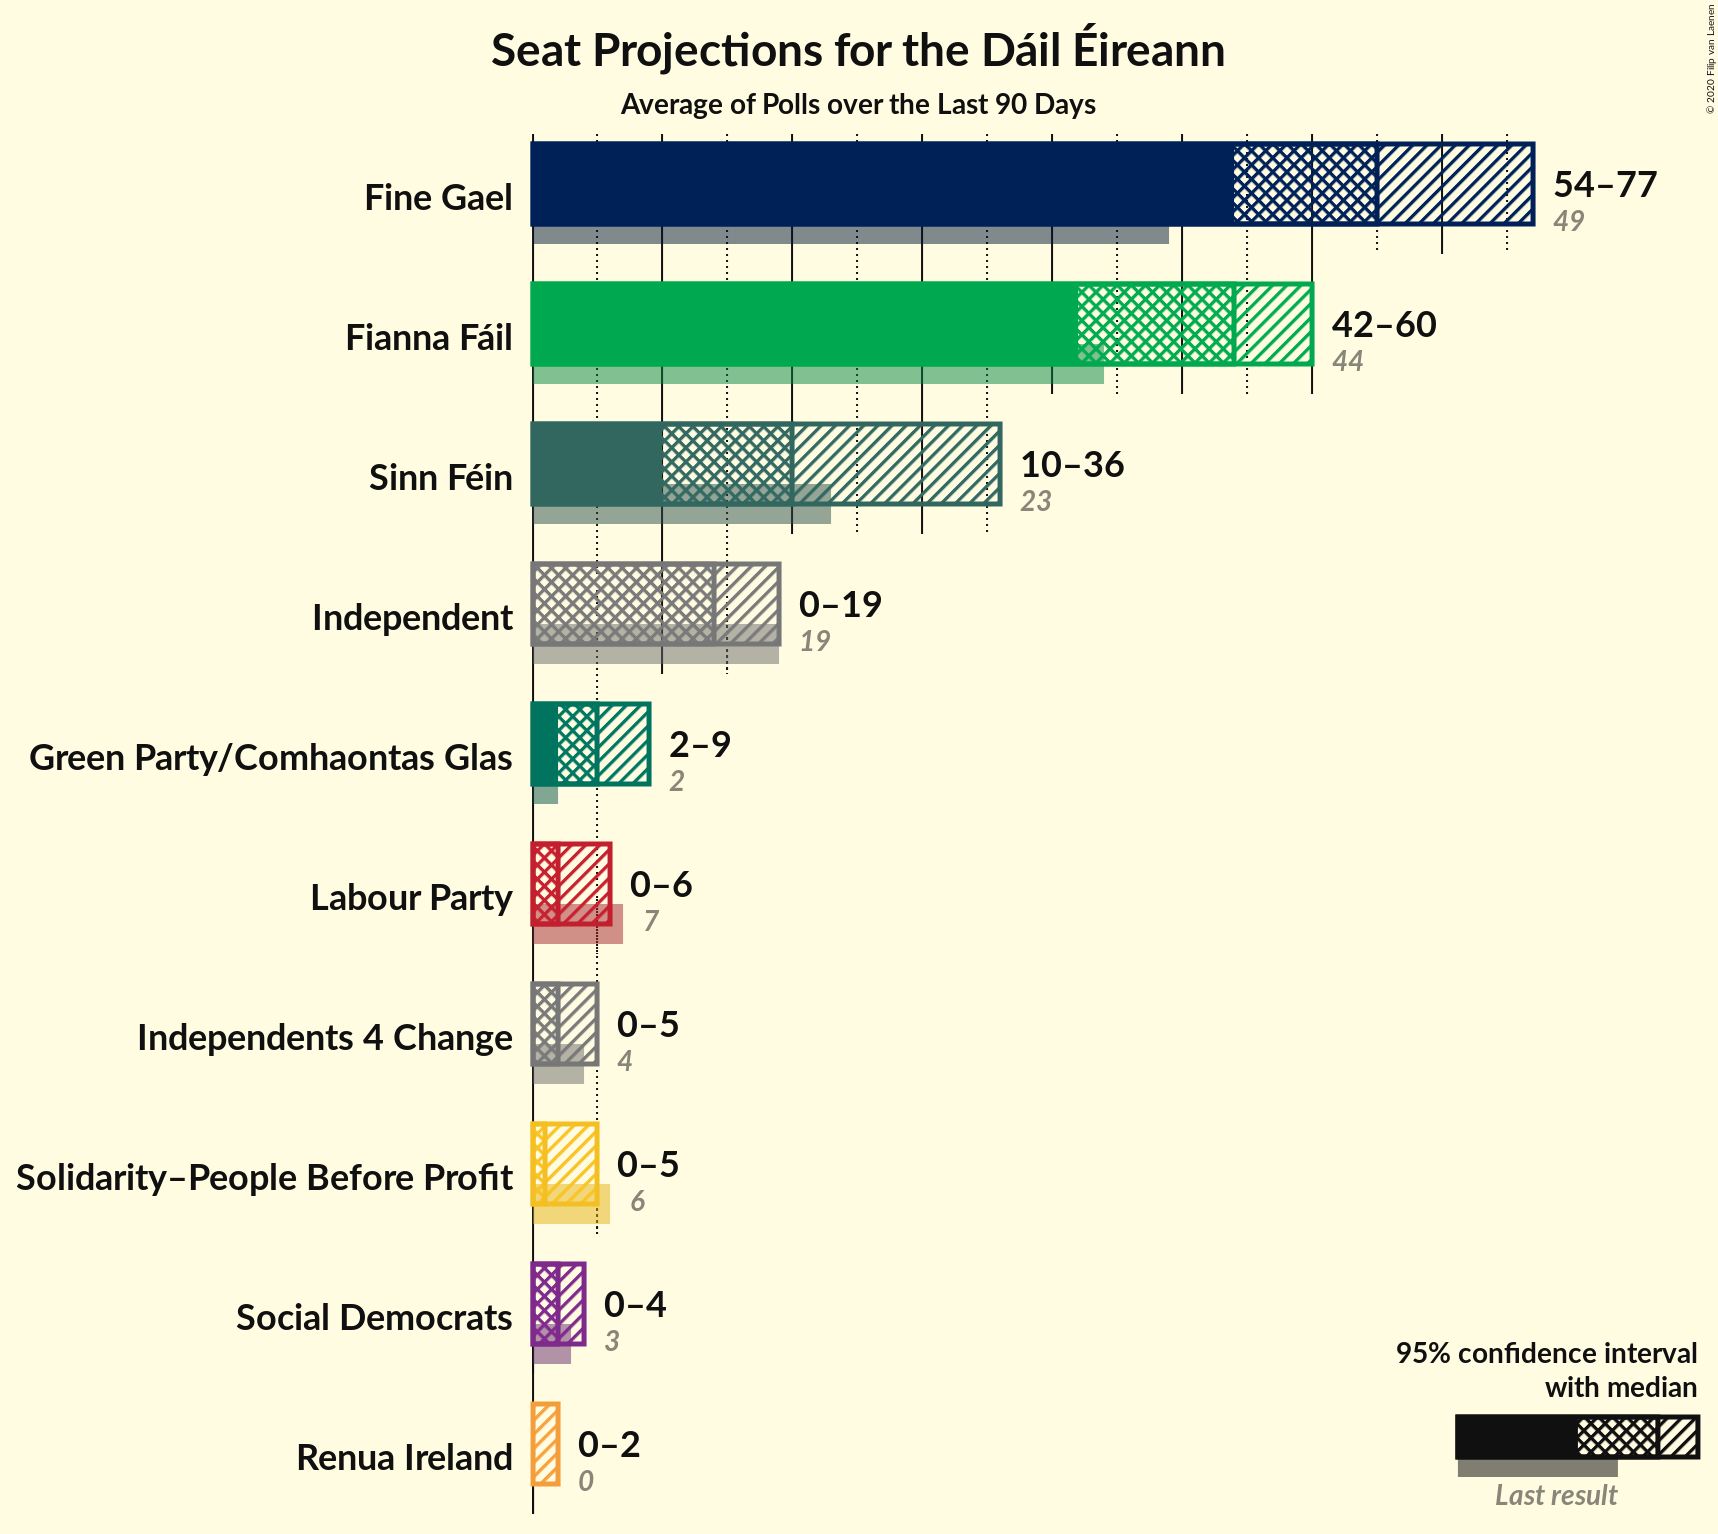 Seat Projections for the Dáil Éireann
Average of Polls over the Last 90 Days
© 2020 Filip van Laenen
Fine Gael
54–77
49
Fianna Fáil
42–60
44
Sinn Féin
10–36
23
Independent
0–19
19
Green Party/Comhaontas Glas
2–9
2
Labour Party
0–6
7
Independents 4 Change
0–5
4
Solidarity–People Before Profit
0–5
6
Social Democrats
0–4
3
Renua Ireland
0–2
0
95% confidence interval
with median
Last result